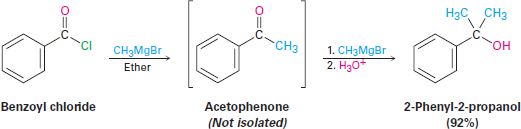 O
C
Cl
CH3MgBr
Ether
O
C
CH3
1. CH3MgBr
2. H3O+
H3C CH3
C
OH
Benzoyl chloride
Acetophenone
(Not isolated)
2-Phenyl-2-propanol
(92%)